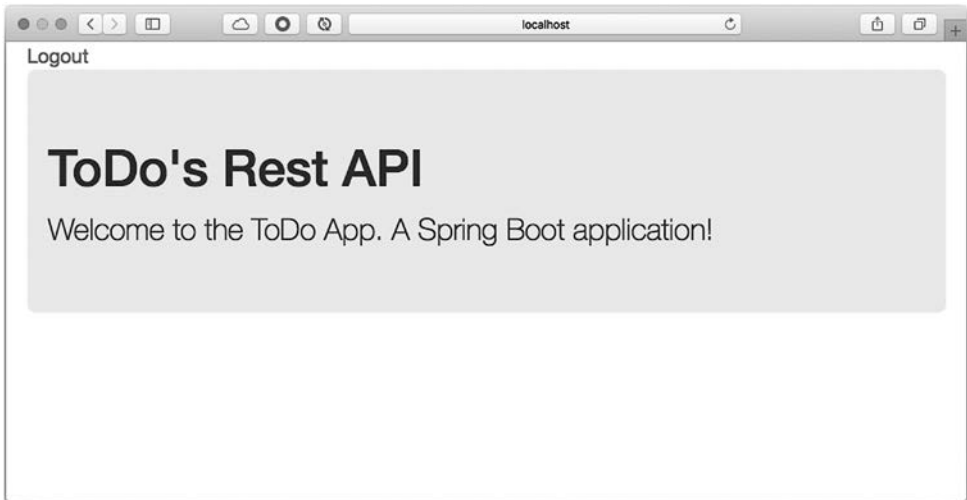 localhost
Logout
ToDo's Rest API
Welcome to the ToDo App. A Spring Boot application!